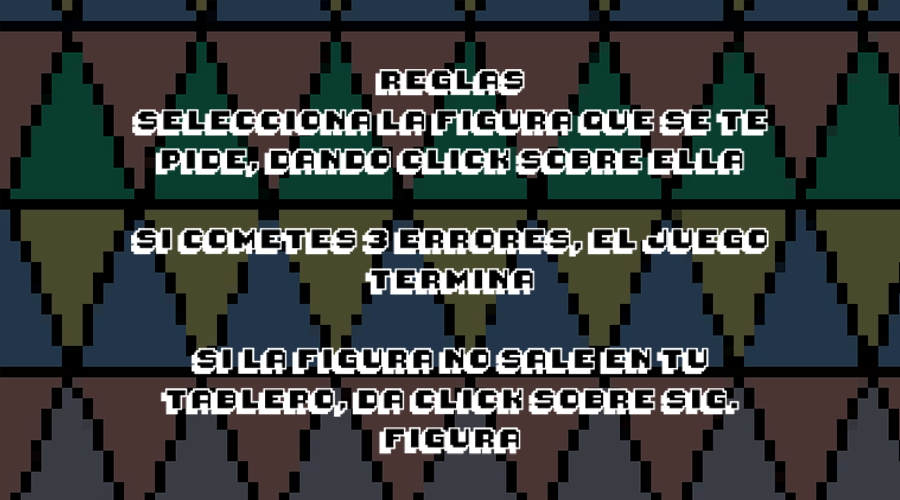 REGLAS
SELECCIONA LA FIGURA QUE SE TE
PIDE, DANDO CLICK SOBRE ELLA
SI COMETES 3 ERRORES, EL JUEGO
TERMINA
SI LA FIGURA NO SALE EN TU
TABLERO, DA CLICK SOBRE SIG.
FIGURA